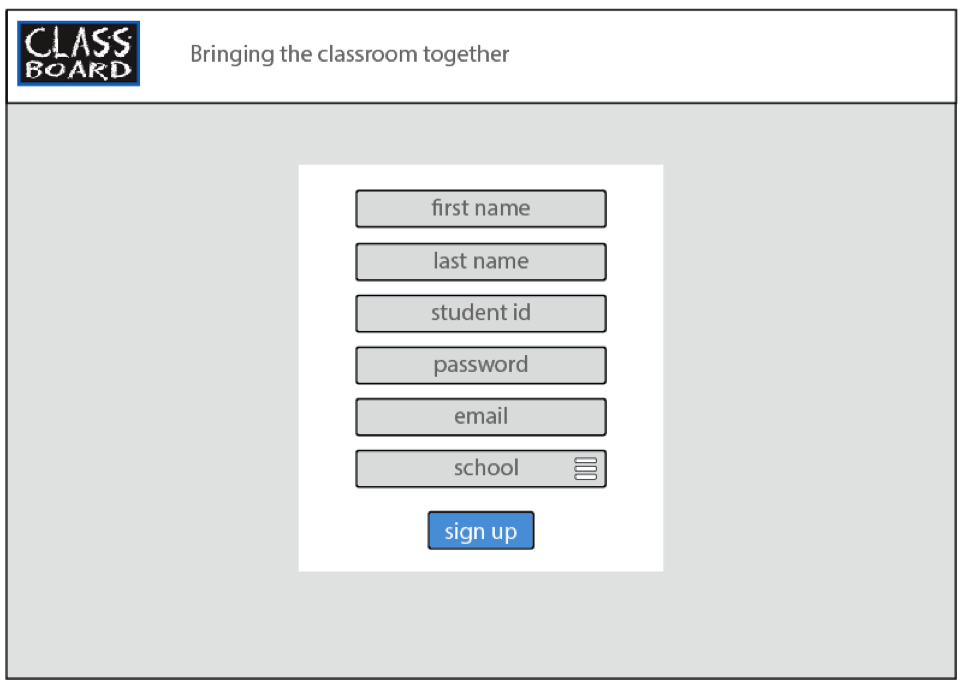 CLASS
BOARD
Bringing the classroom together
first name
last name
student id
password
email
school
sign up